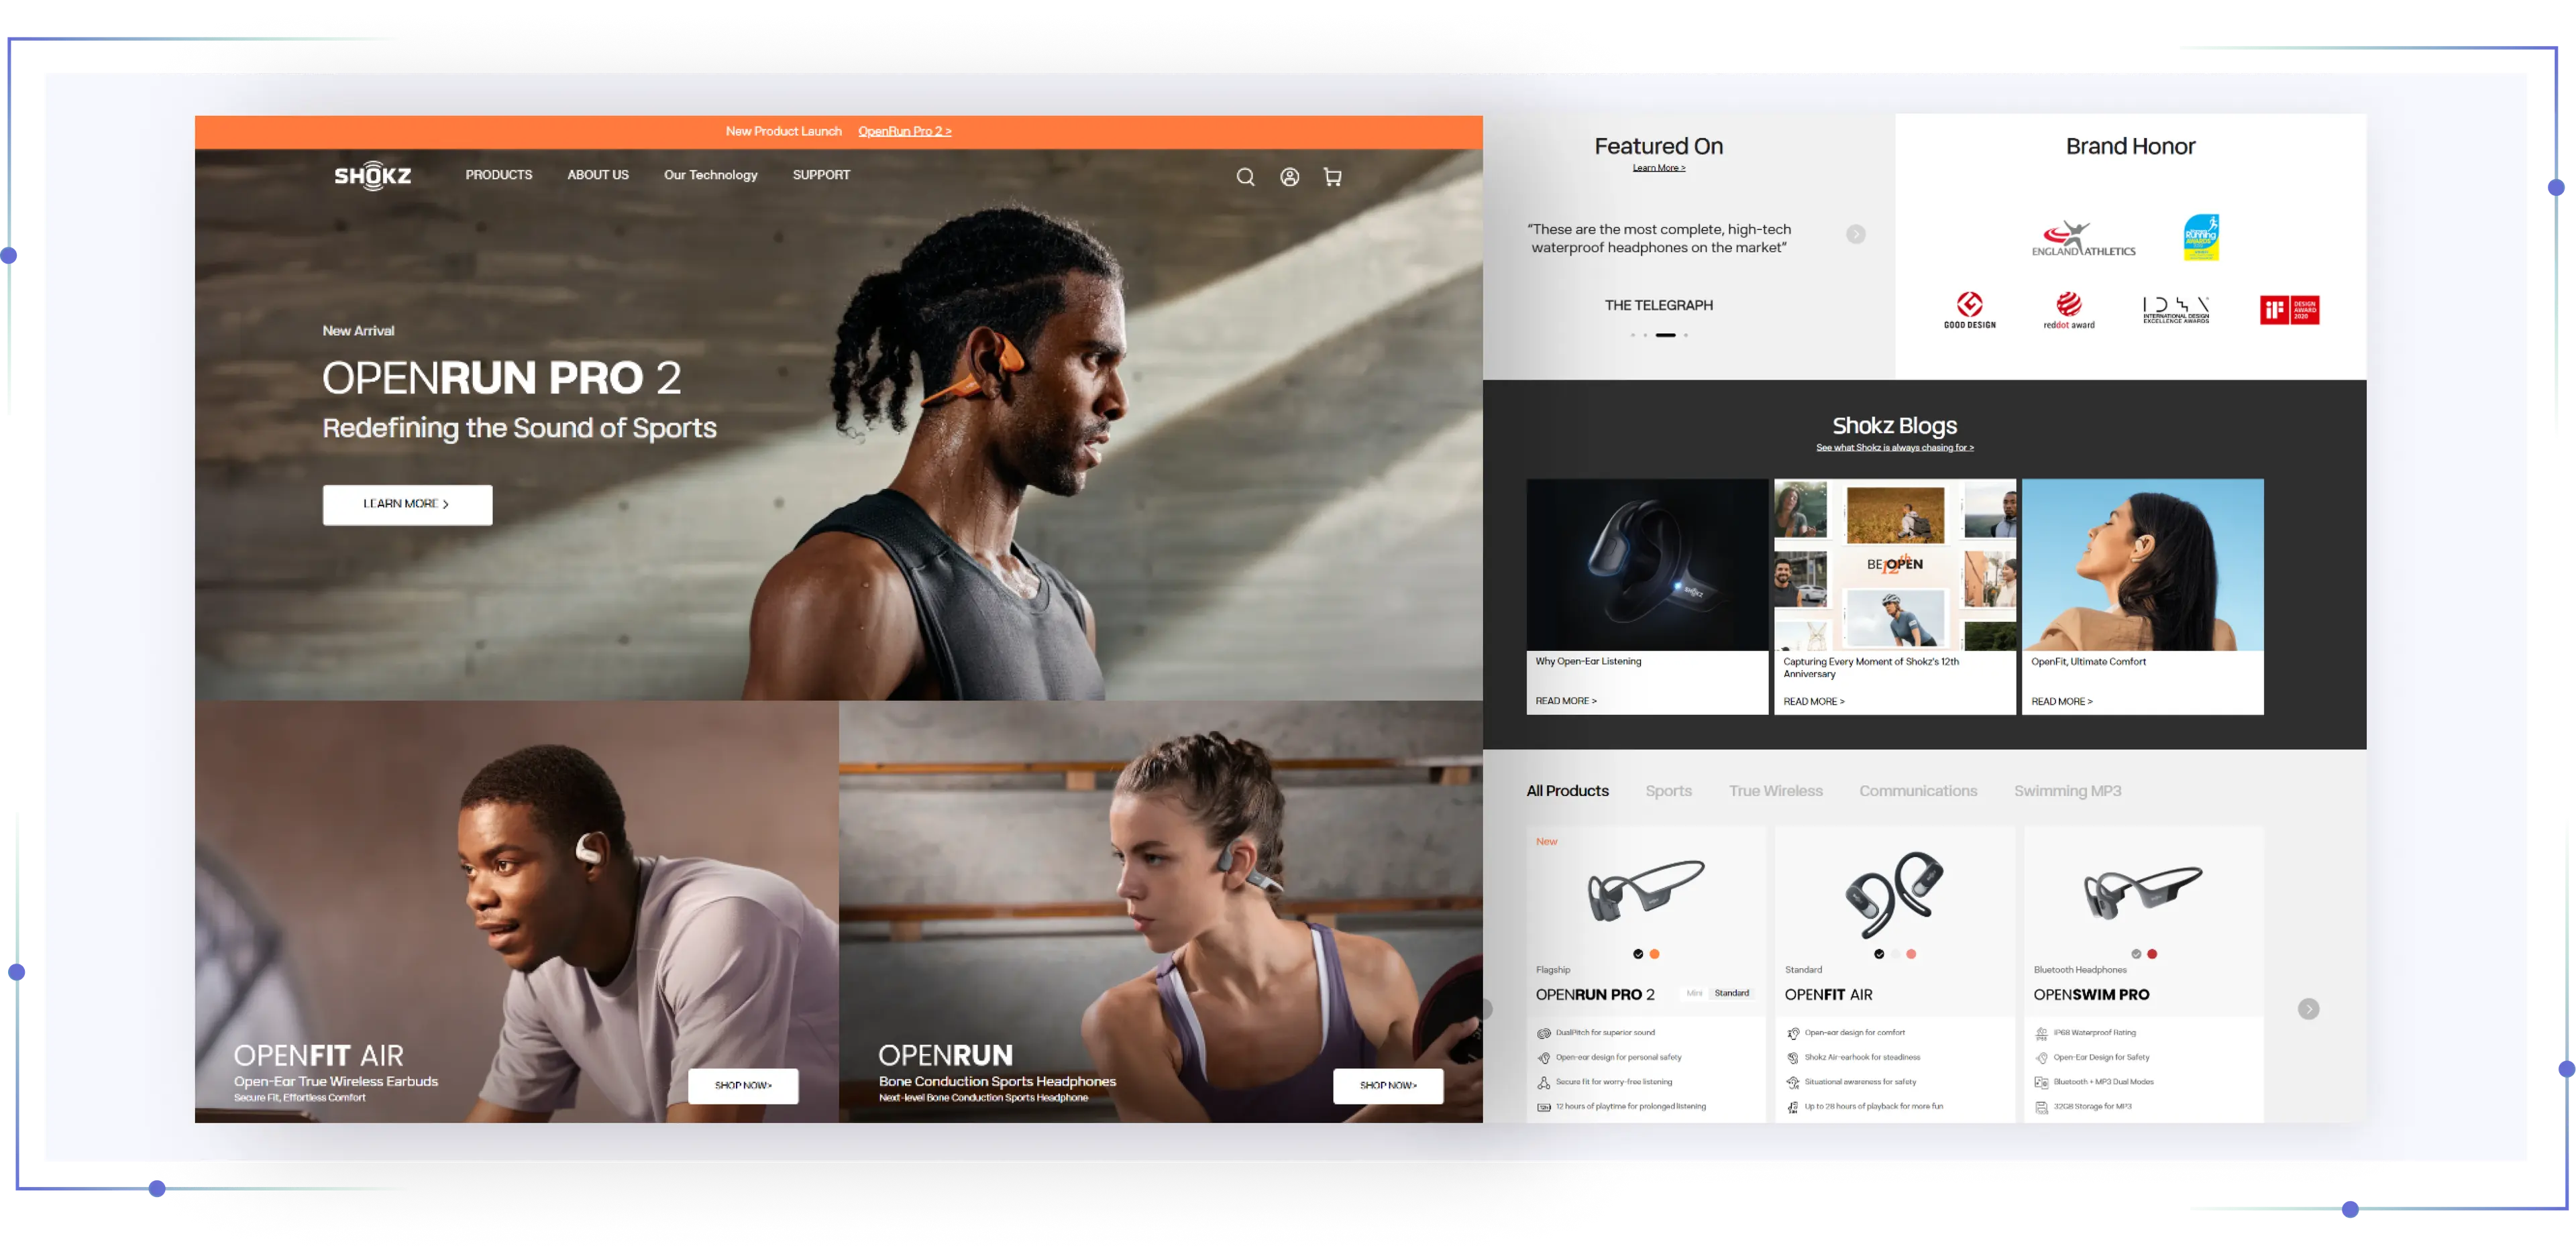 New Product Launch OpenRun Pro 2 >
SHOKZ PRODUCTS ABOUT US Our Technology SUPPORT
New Arrival
OPENRUN PRO 2
Redefining the Sound of Sports
LEARN MORE >
OPENFIT AIR
Open-Ear True Wireless Earbuds
Secure Fit, Effortless Comfort
SHOP NOW>
OPENRUN
Bone Conduction Sports Headphones
Next-level Bone Conduction Sports Headphone
SHOP NOW>
Featured On
Learn More >
“These are the most complete, high-tech
waterproof headphones on the market”
THE TELEGRAPH
Brand Honor
ENGLAND ATHLETICS
Running
AWARDS
GOOD DESIGN
reddot award
INTERNATIONAL DESIGN
EXCELLENCE AWARDS
iF
DESIGN
AWARD
2020
Shokz Blogs
See what Shokz is always chasing for >
SHOKZ
BE OPEN
12th
Why Open-Ear Listening
READ MORE >
Capturing Every Moment of Shokz's 12th
Anniversary
READ MORE >
OpenFit, Ultimate Comfort
READ MORE >
All Products Sports True Wireless Communications Swimming MP3
New
Flagship
OPENRUN PRO 2 Mini Standard
DualPitch for superior sound
Open-ear design for personal safety
Secure fit for worry-free listening
12 hours of playtime for prolonged listening
Standard
OPENFIT AIR
Open-ear design for comfort
Shokz Air-earhook for steadiness
Situational awareness for safety
Up to 28 hours of playback for more fun
Bluetooth Headphones
OPENSWIM PRO
IP68 Waterproof Rating
Open-Ear Design for Safety
Bluetooth + MP3 Dual Modes
32GB Storage for MP3